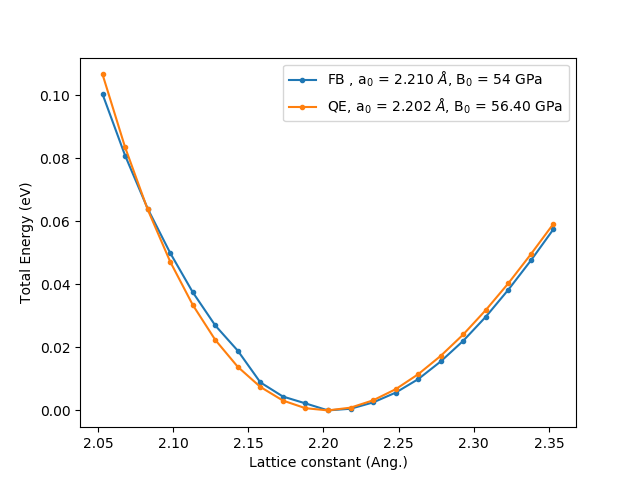 FB , a₀ = 2.210 Å, B₀ = 54 GPa
QE, a₀ = 2.202 Å, B₀ = 56.40 GPa
0.10
0.08
0.06
0.04
0.02
0.00
Total Energy (eV)
2.05 2.10 2.15 2.20 2.25 2.30 2.35
Lattice constant (Ang.)